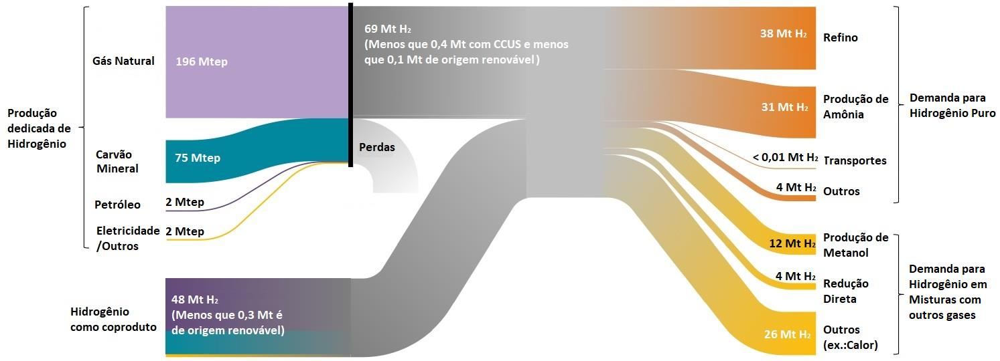 Produção
dedicada de
Hidrogênio
Gás Natural
196 Mtep
Carvão
Mineral
75 Mtep
Petróleo
2 Mtep
Eletricidade
/Outros
2 Mtep
Hidrogênio
como coproduto
48 Mt H₂
(Menos que 0,3 Mt é
de origem renovável)
69 Mt H₂
(Menos que 0,4 Mt com CCUS e menos
que 0,1 Mt de origem renovável)
Perdas
38 Mt H₂
Refino
31 Mt H₂
Produção de
Amônia
< 0,01 Mt H₂
Transportes
4 Mt H₂
Outros
Demanda para
Hidrogênio Puro
12 Mt H₂
Produção de
Metanol
4 Mt H₂
Redução
Direta
26 Mt H₂
Outros
(ex.:Calor)
Demanda para
Hidrogênio em
Misturas com
outros gases